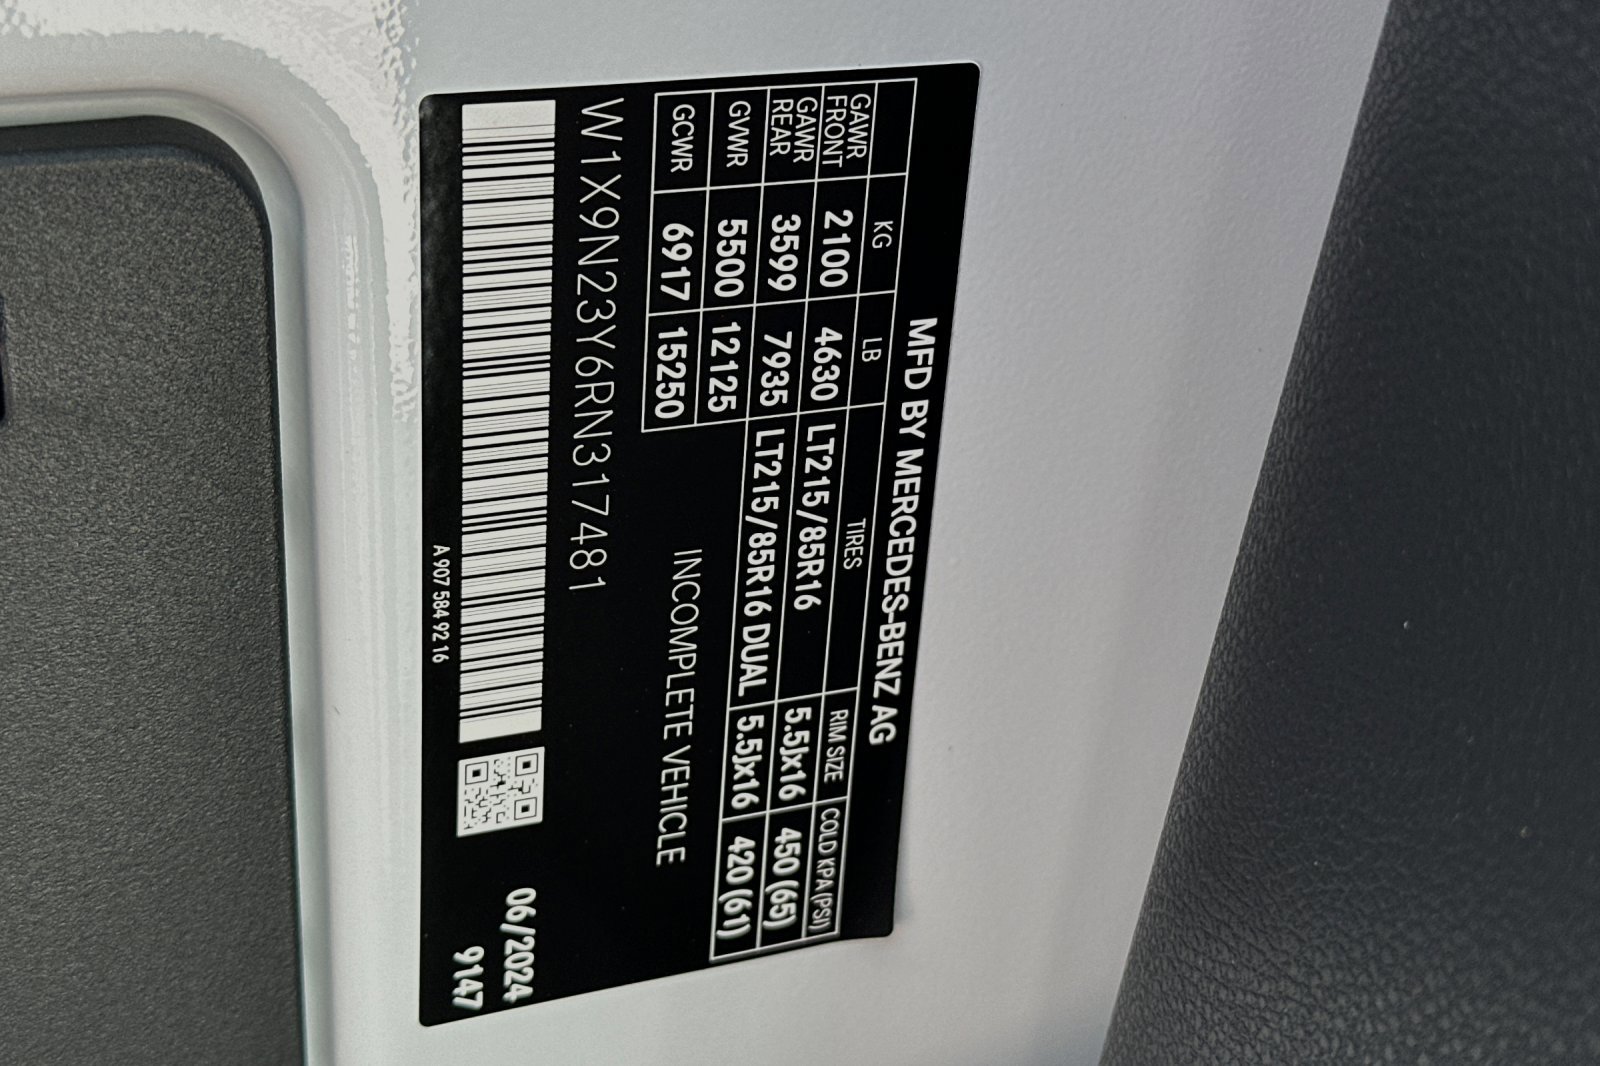 MFD BY MERCEDES-BENZ AG
KG LB TIRES RIM SIZE COLD KPA (PSI)
GAWR FRONT 2100 4630 LT215/85R16 5.5Jx16 450 (65)
GAWR REAR 3599 7935 LT215/85R16 DUAL 5.5Jx16 420 (61)
GVWR 5500 12125
GCWR 6917 15250
INCOMPLETE VEHICLE
W1X9N23Y6RN317481
06/2024
9147
A 907 584 92 16